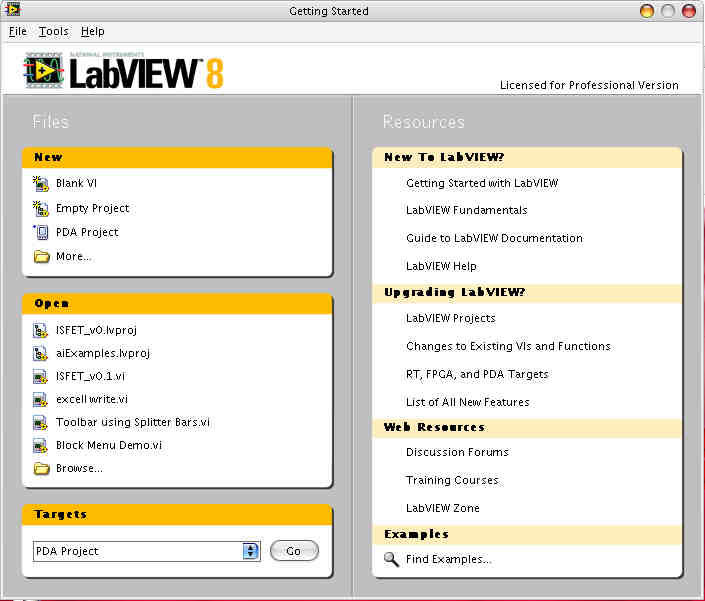 Getting Started
File Tools Help
NATIONAL INSTRUMENTS
LabVIEW 8
Licensed for Professional Version
Files
New
Blank VI
Empty Project
PDA Project
More...
Open
ISFET_v0.lvproj
aiExamples.lvproj
ISFET_v0.1.vi
excell write.vi
Toolbar using Splitter Bars.vi
Block Menu Demo.vi
Browse...
Targets
PDA Project
Go
Resources
New To LabVIEW?
Getting Started with LabVIEW
LabVIEW Fundamentals
Guide to LabVIEW Documentation
LabVIEW Help
Upgrading LabVIEW?
LabVIEW Projects
Changes to Existing VIs and Functions
RT, FPGA, and PDA Targets
List of All New Features
Web Resources
Discussion Forums
Training Courses
LabVIEW Zone
Examples
Find Examples...